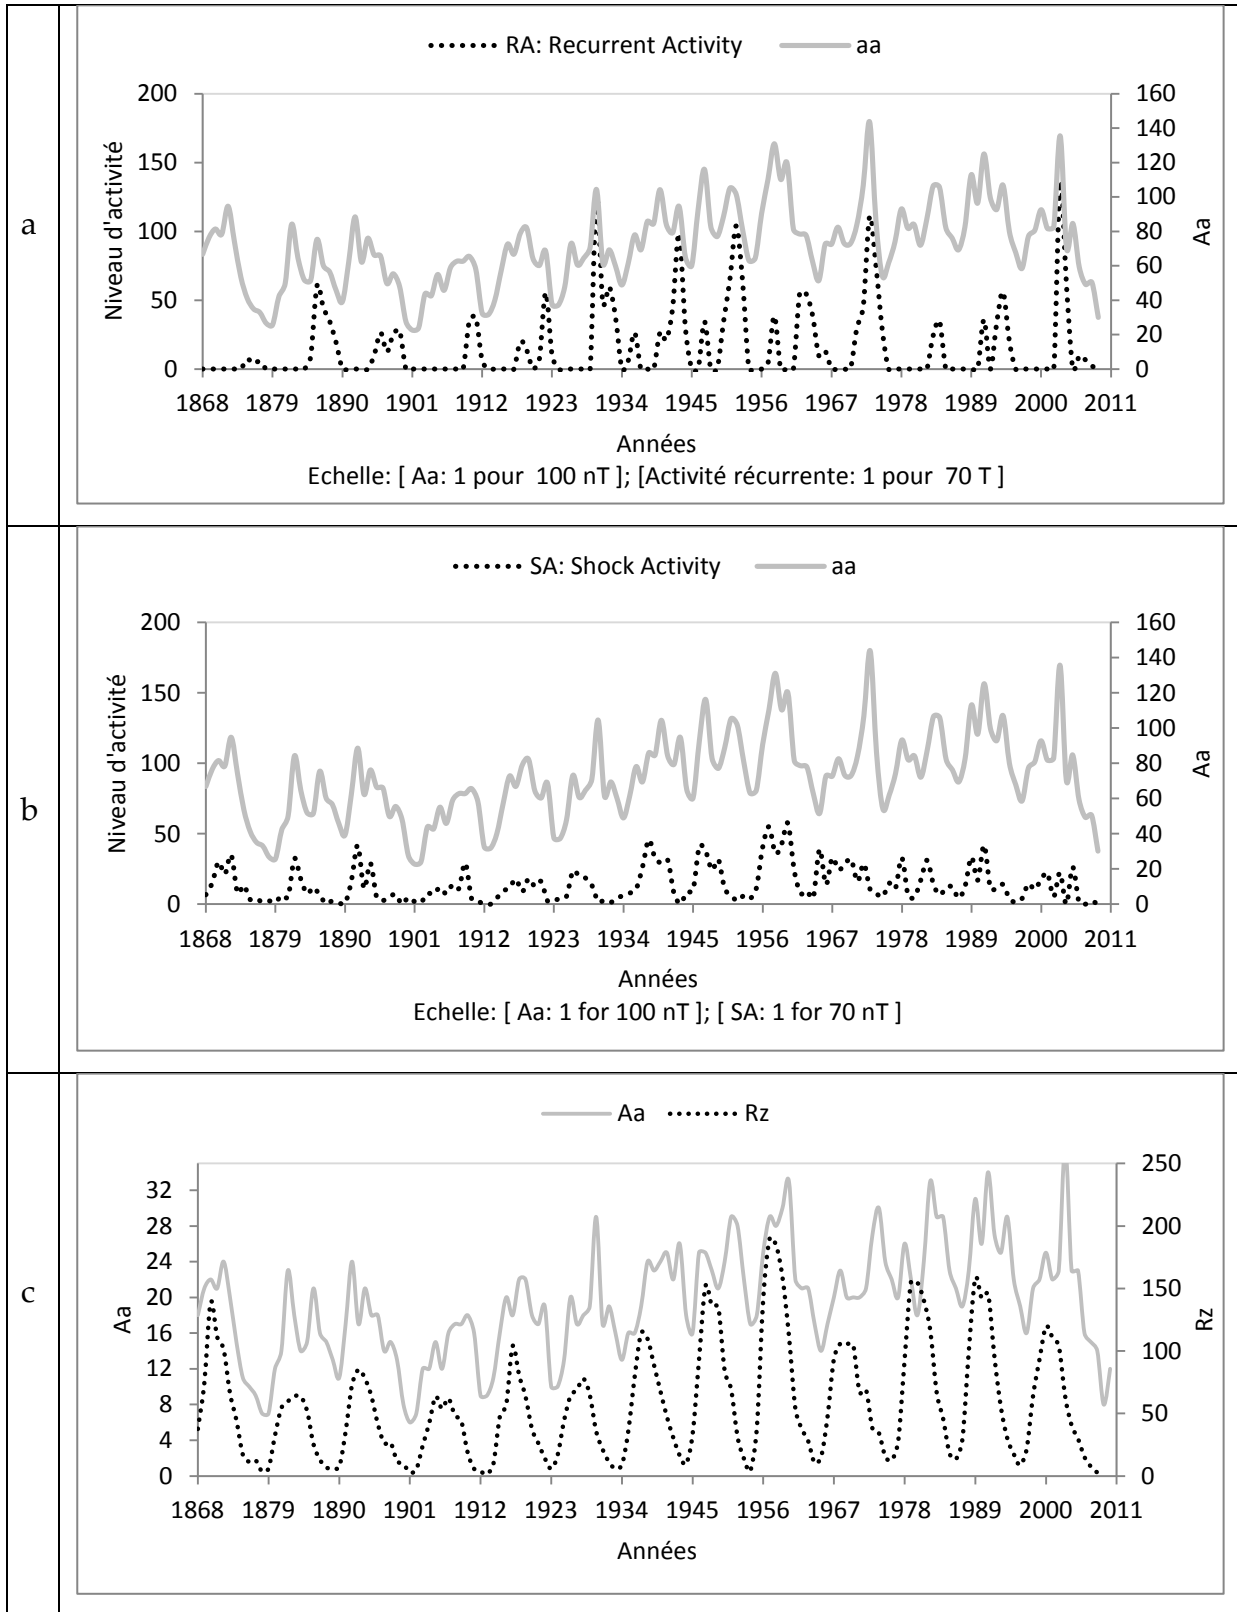 a
RA: Recurrent Activity aa
200 160
140
150 120
100
100 80
60
50 40
20
0 0
Niveau d'activité
Aa
1868 1879 1890 1901 1912 1923 1934 1945 1956 1967 1978 1989 2000 2011
Années
Echelle: [ Aa: 1 pour 100 nT ]; [Activité récurrente: 1 pour 70 T ]
b
SA: Shock Activity aa
200 160
140
150 120
100
100 80
60
50 40
20
0 0
Niveau d'activité
Aa
1868 1879 1890 1901 1912 1923 1934 1945 1956 1967 1978 1989 2000 2011
Années
Echelle: [ Aa: 1 for 100 nT ]; [ SA: 1 for 70 nT ]
c
Aa Rz
250
32
28 200
24
20 150
16
12 100
8 50
4
0 0
Aa
Rz
1868 1879 1890 1901 1912 1923 1934 1945 1956 1967 1978 1989 2000 2011
Années